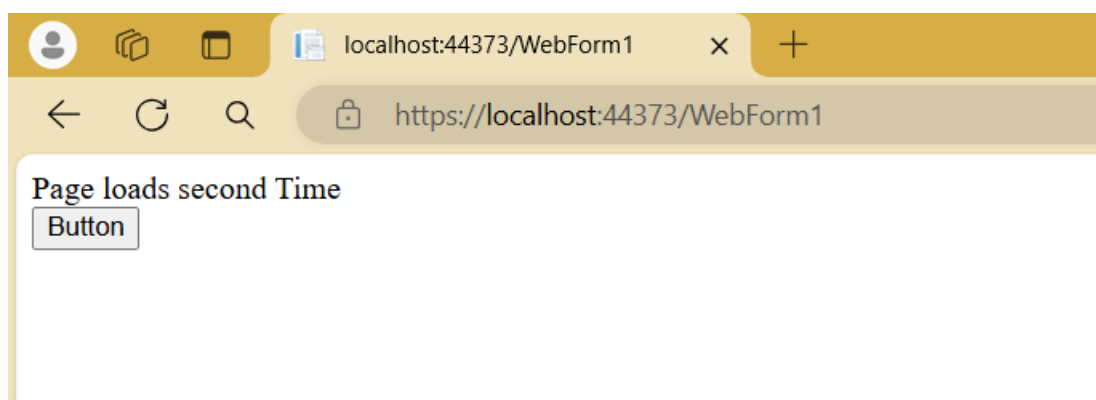 localhost:44373/WebForm1
https://localhost:44373/WebForm1
Page loads second Time
Button